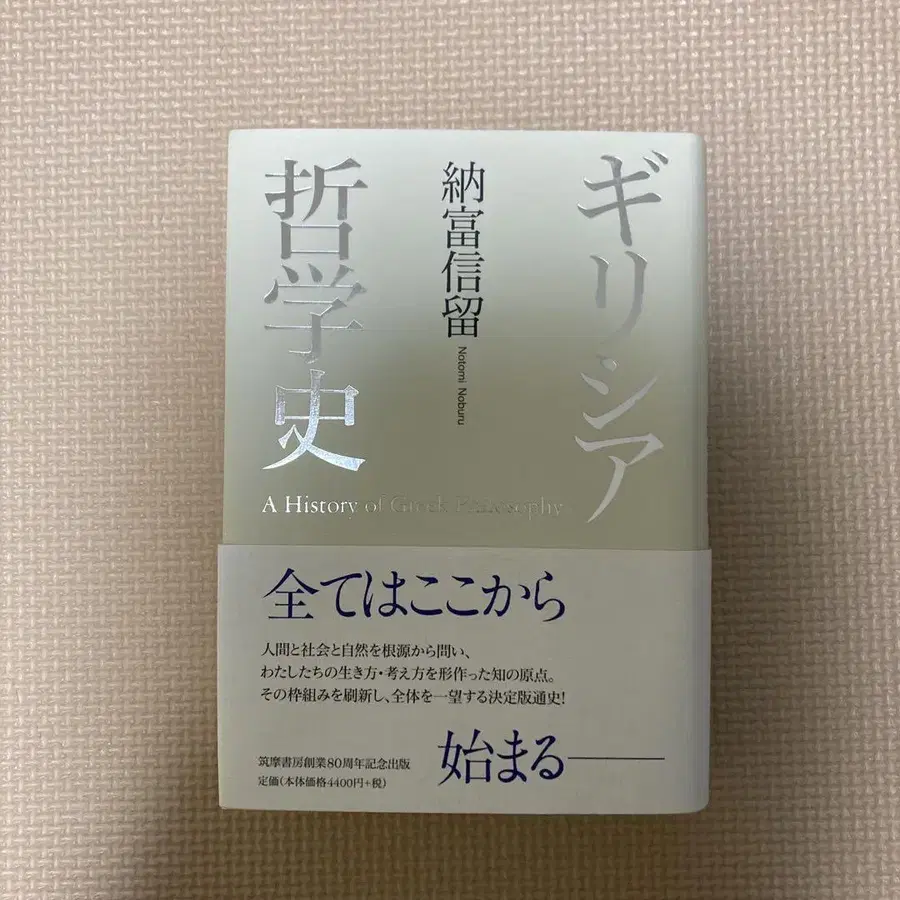 ギリシア
哲学史
納富信留
Notomi Noburu
A History of Greek Philosophy
全てはここから
人間と社会と自然を根源から問い、
わたしたちの生き方・考え方を形作った知の原点。
その枠組みを刷新し、全体を一望する決定版通史!
始まる——
筑摩書房創業80周年記念出版
定価(本体価格4400円+税)